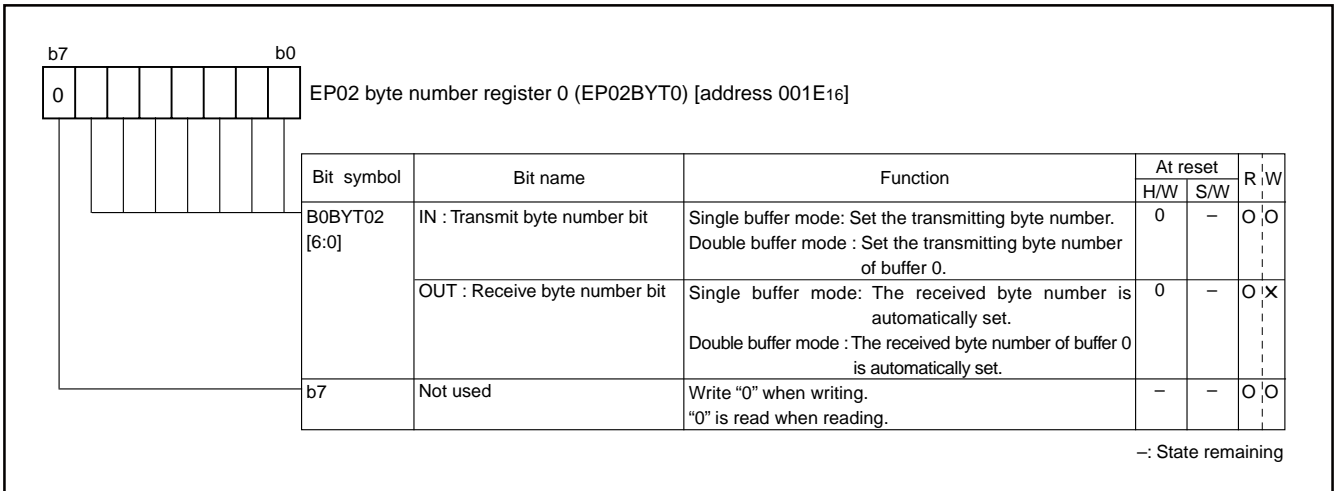 b7 b0
0 EP02 byte number register 0 (EP02BYT0) [address 001E16]
Bit symbol Bit name Function At reset R W
H/W S/W
B0BYT02 IN : Transmit byte number bit Single buffer mode: Set the transmitting byte number. 0 – O O
[6:0] Double buffer mode : Set the transmitting byte number
of buffer 0.
OUT : Receive byte number bit Single buffer mode: The received byte number is 0 – O X
automatically set.
Double buffer mode : The received byte number of buffer 0
is automatically set.
b7 Not used Write “0” when writing. – – O O
“0” is read when reading.
–: State remaining